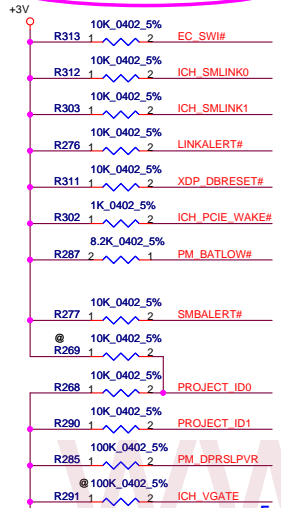 +3V
10K_0402_5%
R313 1 2 EC_SWI#
10K_0402_5%
R312 1 2 ICH_SMLINK0
10K_0402_5%
R303 1 2 ICH_SMLINK1
10K_0402_5%
R276 1 2 LINKALERT#
10K_0402_5%
R311 1 2 XDP_DBRESET#
1K_0402_5%
R302 1 2 ICH_PCIE_WAKE#
8.2K_0402_5%
R287 2 1 PM_BATLOW#
10K_0402_5%
R277 1 2 SMBALERT#
@ 10K_0402_5%
R269 1 2
10K_0402_5%
R268 1 2 PROJECT_ID0
10K_0402_5%
R290 1 2 PROJECT_ID1
100K_0402_5%
R285 1 2 PM_DPRSLPVR
@ 100K_0402_5%
R291 1 2 ICH_VGATE